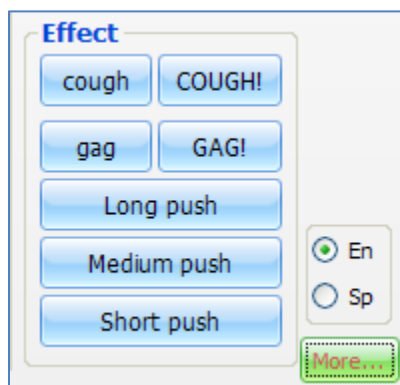 Effect
cough COUGH!
gag GAG!
Long push
Medium push
Short push
En
Sp
More...